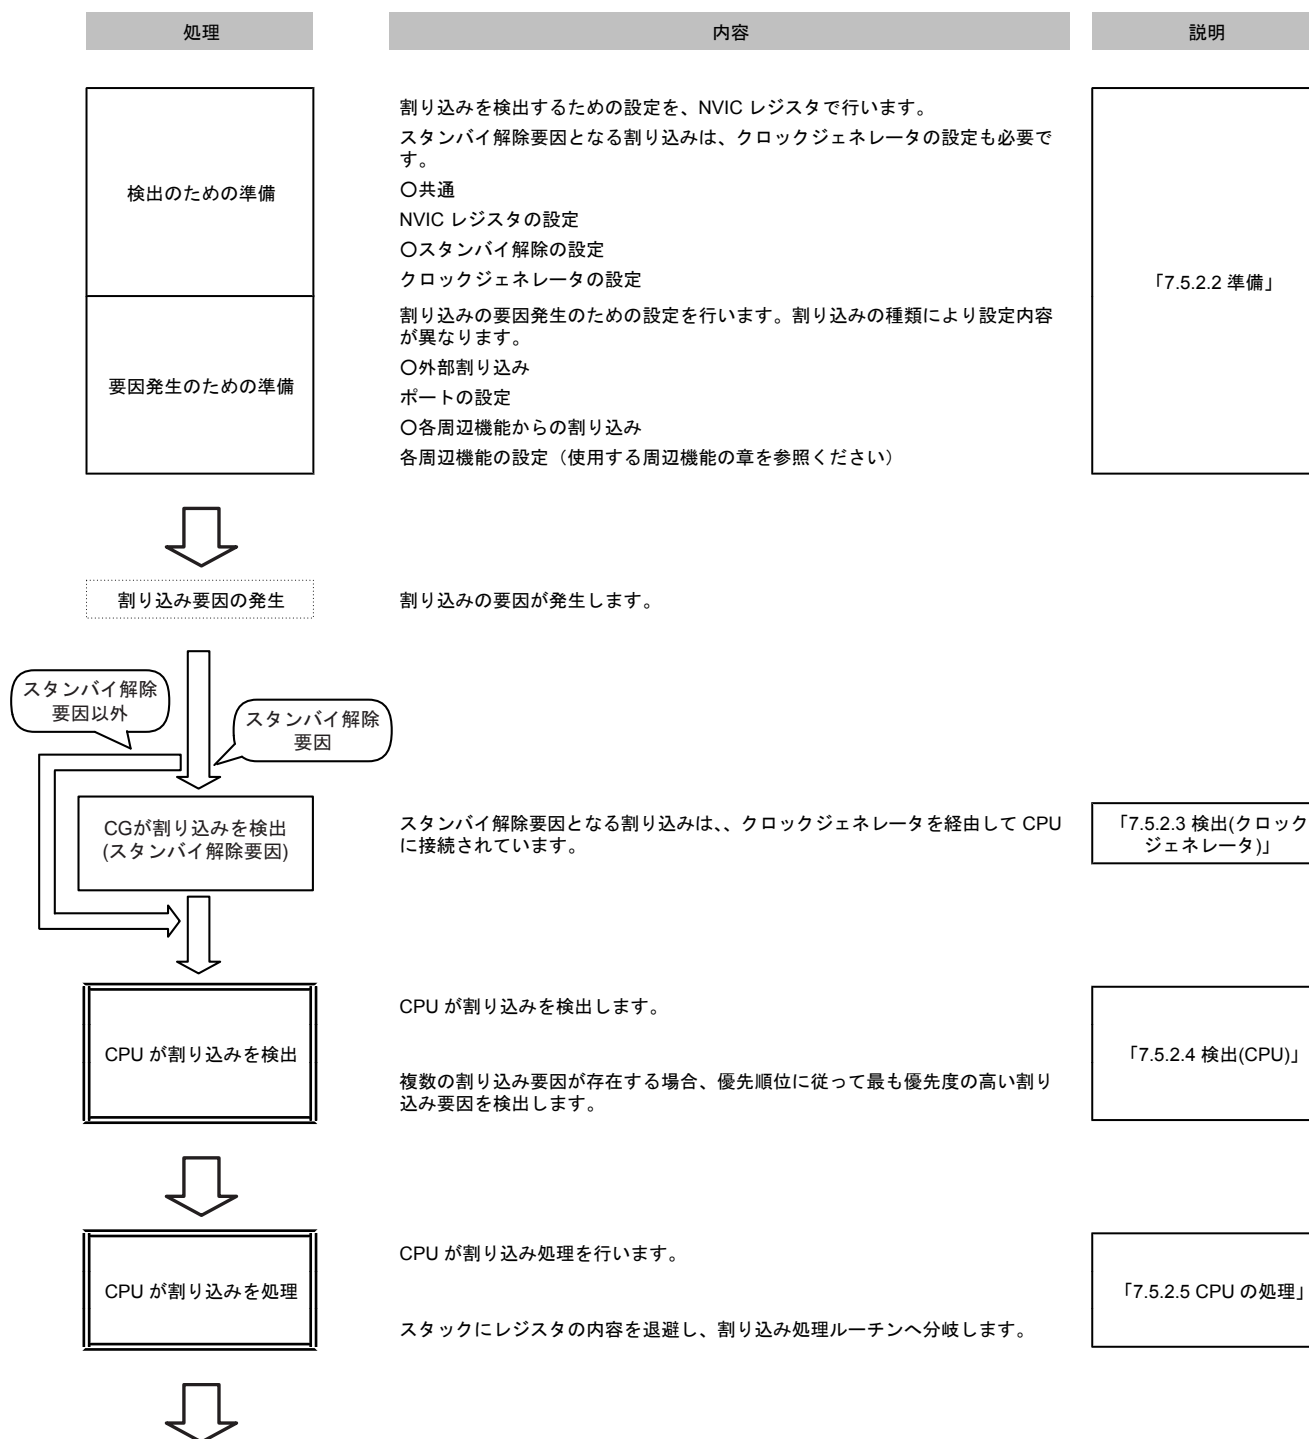 処理
内容
説明
検出のための準備
割り込みを検出するための設定を、NVIC レジスタで行います。
スタンバイ解除要因となる割り込みは、クロックジェネレータの設定も必要で
す。
〇共通
NVIC レジスタの設定
〇スタンバイ解除の設定
クロックジェネレータの設定
「7.5.2.2 準備」
要因発生のための準備
割り込みの要因発生のための設定を行います。割り込みの種類により設定内容
が異なります。
〇外部割り込み
ポートの設定
〇各周辺機能からの割り込み
各周辺機能の設定（使用する周辺機能の章を参照ください）
割り込み要因の発生
割り込みの要因が発生します。
スタンバイ解除
要因以外
スタンバイ解除
要因
CGが割り込みを検出
(スタンバイ解除要因)
スタンバイ解除要因となる割り込みは、、クロックジェネレータを経由して CPU
に接続されています。
「7.5.2.3 検出(クロック
ジェネレータ)」
CPU が割り込みを検出
CPU が割り込みを検出します。
複数の割り込み要因が存在する場合、優先順位に従って最も優先度の高い割り
込み要因を検出します。
「7.5.2.4 検出(CPU)」
CPU が割り込みを処理
CPU が割り込み処理を行います。
スタックにレジスタの内容を退避し、割り込み処理ルーチンへ分岐します。
「7.5.2.5 CPU の処理」